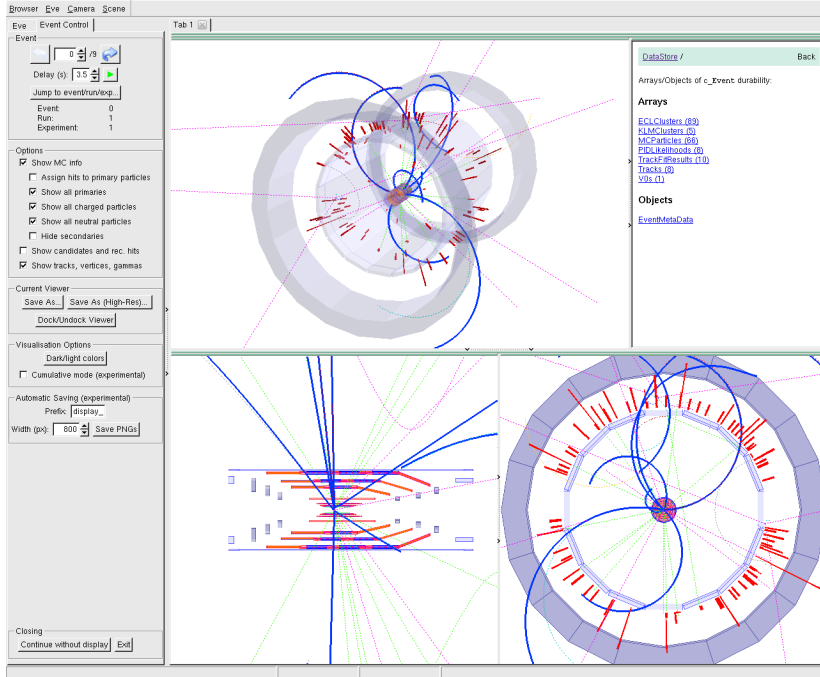 Browser Eve Camera Scene
Eve Event Control Tab 1
Event
0 /9
Delay (s): 3.5
Jump to event/run/exp...
Event: 0
Run: 1
Experiment: 1
Options
Show MC info
Assign hits to primary particles
Show all primaries
Show all charged particles
Show all neutral particles
Hide secondaries
Show candidates and rec. hits
Show tracks, vertices, gammas
Current Viewer
Save As... Save As (High-Res)...
Dock/Undock Viewer
Visualisation Options
Dark/light colors
Cumulative mode (experimental)
Automatic Saving (experimental)
Prefix: display_
Width (px): 800 Save PNGs
Closing
Continue without display Exit
DataStore / Back
Arrays/Objects of c_Event durability:
Arrays
ECLClusters (89)
KLMClusters (5)
MCParticles (66)
PIDLikelihoods (8)
TrackFitResults (10)
Tracks (8)
V0s (1)
Objects
EventMetaData